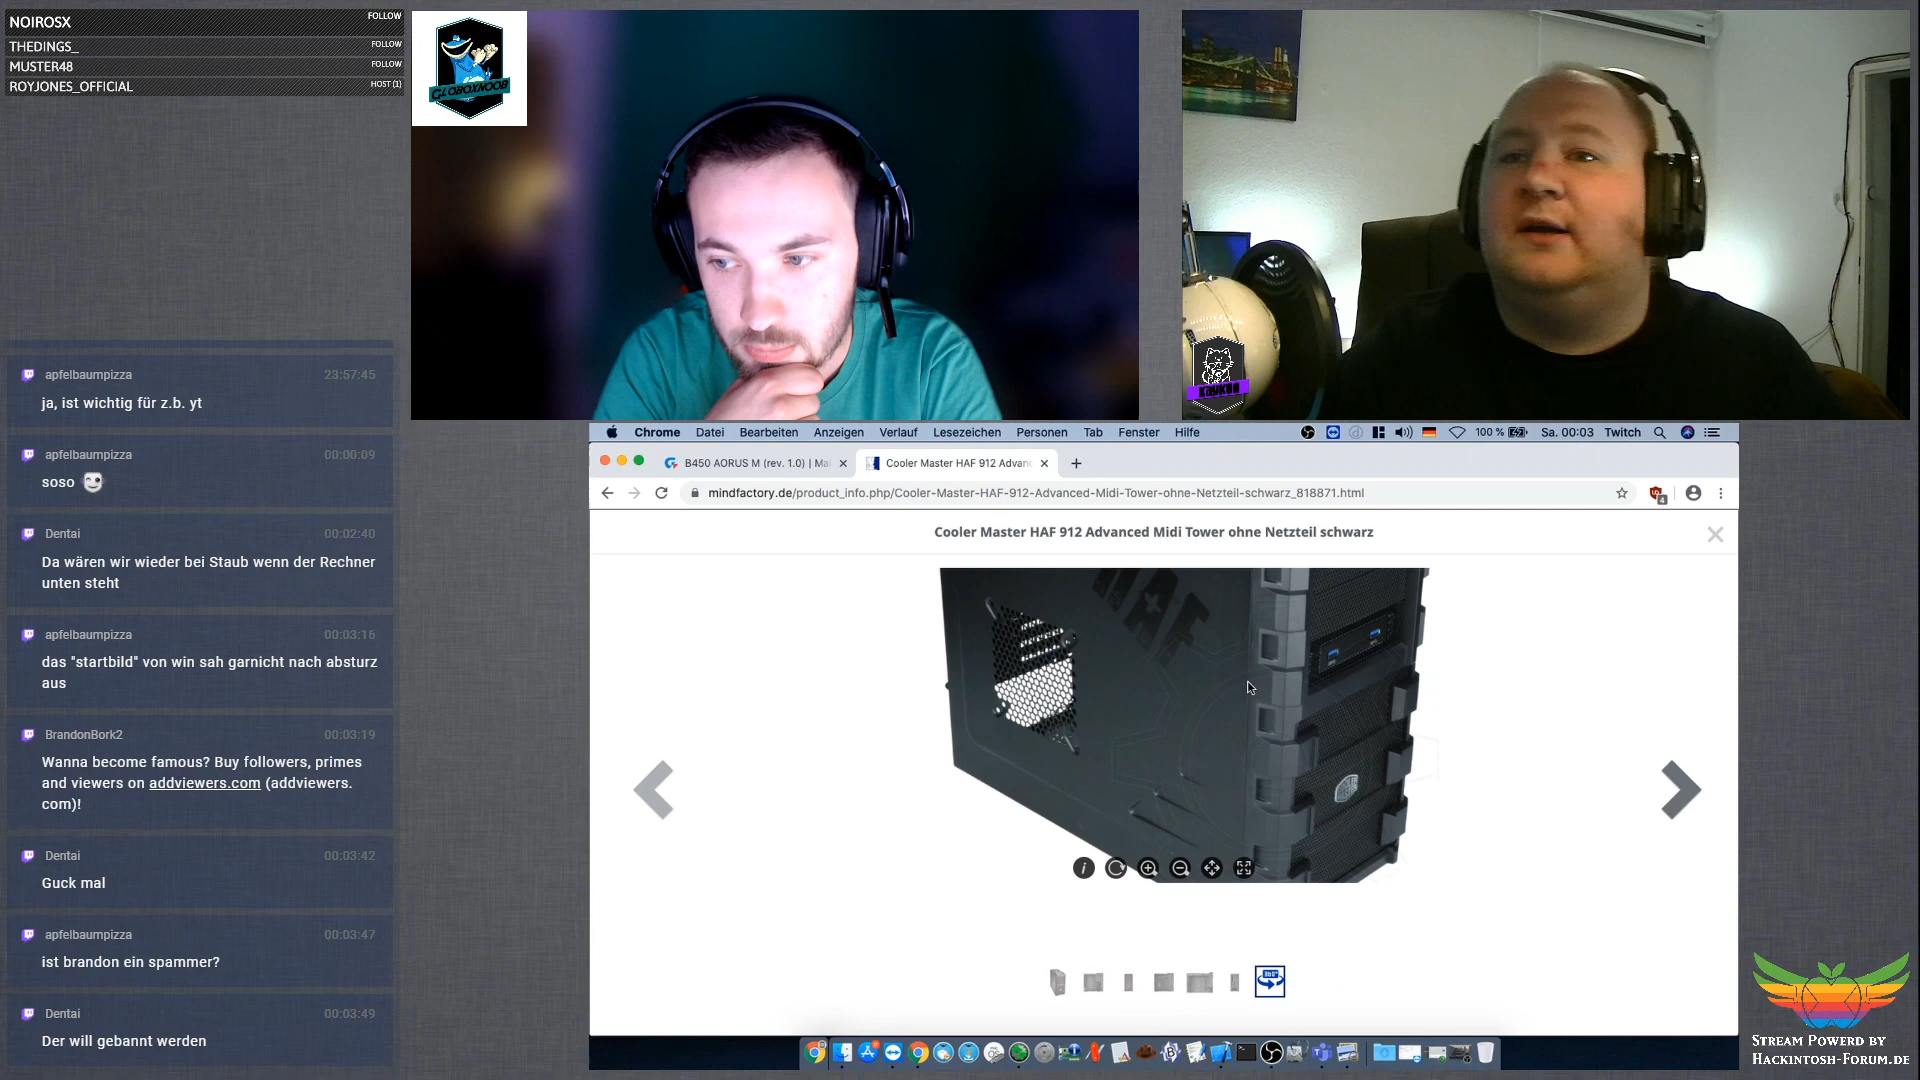 NOIROSX FOLLOW
THEDINGS_ FOLLOW
MUSTER48 FOLLOW
ROYJONES_OFFICIAL HOST (1)
GLOBOXNOOB
apfelbaumpizza 23:57:45
ja, ist wichtig für z.b. yt
apfelbaumpizza 00:00:09
soso
Dentai 00:02:40
Da wären wir wieder bei Staub wenn der Rechner
unten steht
apfelbaumpizza 00:03:16
das "startbild" von win sah garnicht nach absturz
aus
BrandonBork2 00:03:19
Wanna become famous? Buy followers, primes
and viewers on addviewers.com (addviewers.
com)!
Dentai 00:03:42
Guck mal
apfelbaumpizza 00:03:47
ist brandon ein spammer?
Dentai 00:03:49
Der will gebannt werden
Chrome Datei Bearbeiten Anzeigen Verlauf Lesezeichen Personen Tab Fenster Hilfe 100 % Sa. 00:03 Twitch
B450 AORUS M (rev. 1.0) | Ma
Cooler Master HAF 912 Advanc
mindfactory.de/product_info.php/Cooler-Master-HAF-912-Advanced-Midi-Tower-ohne-Netzteil-schwarz_818871.html
4
Cooler Master HAF 912 Advanced Midi Tower ohne Netzteil schwarz
HAF
i
360°
Stream Powerd by
Hackintosh-Forum.de